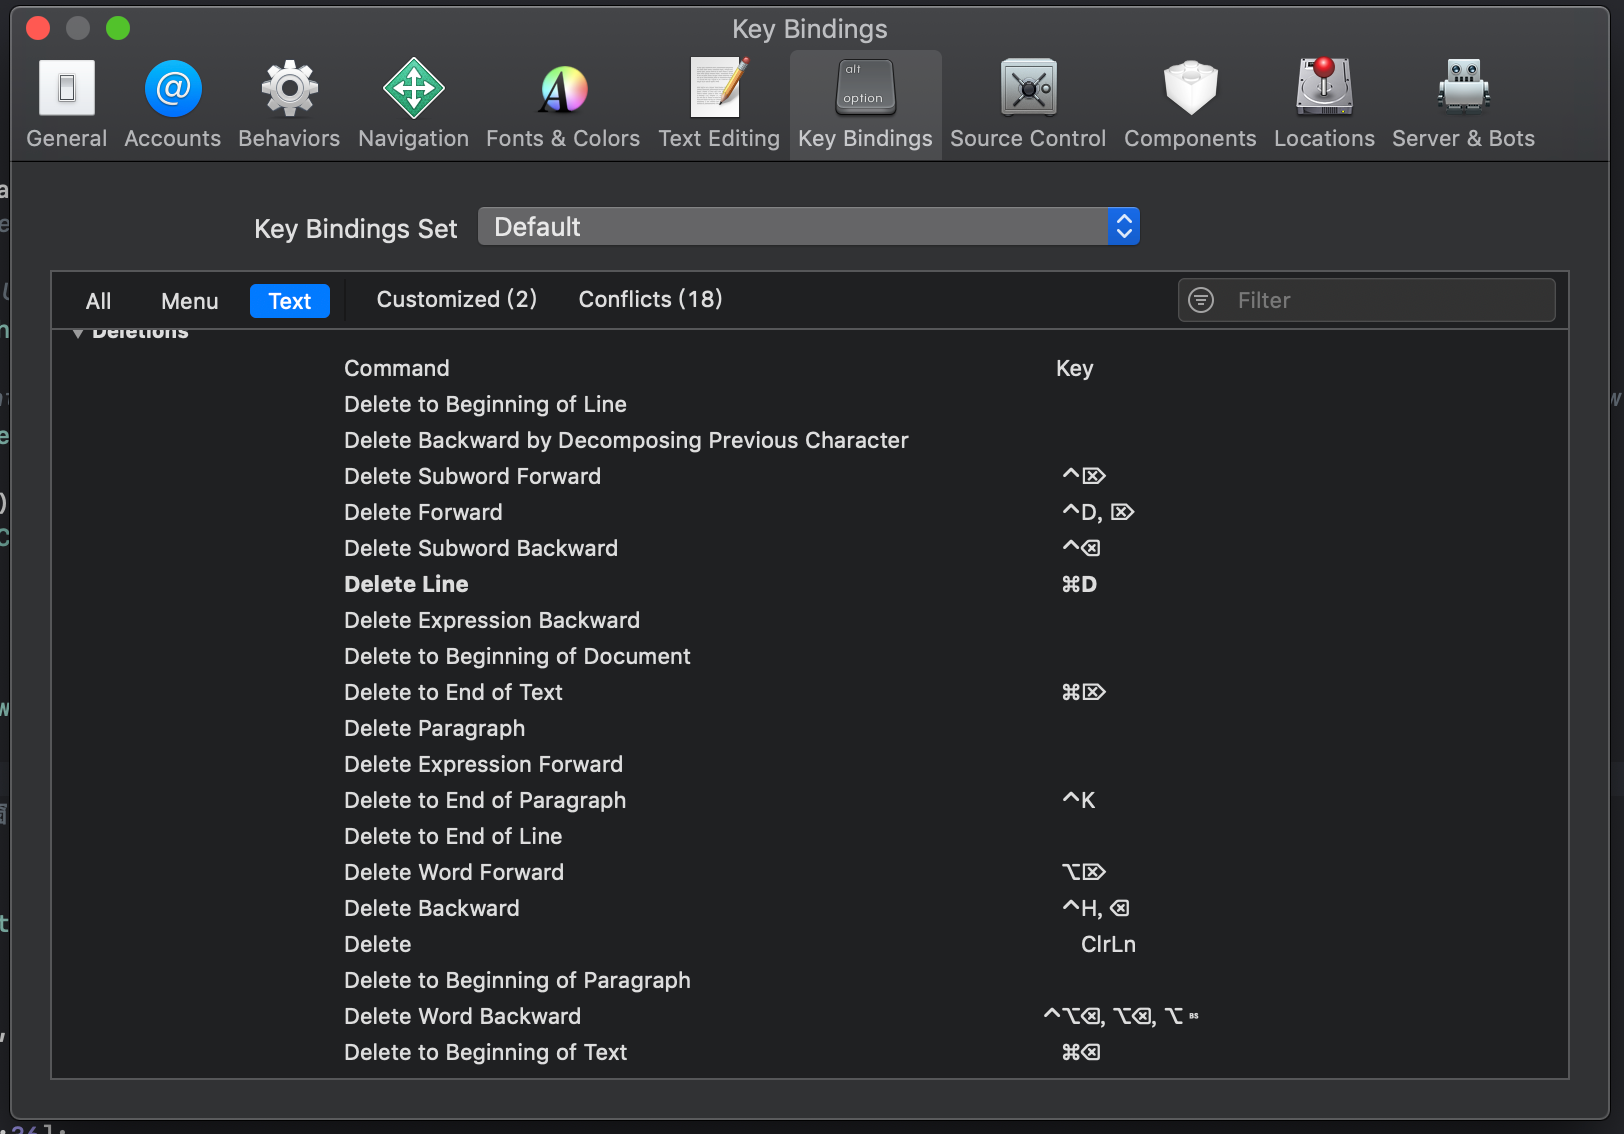 Key Bindings
alt
option
General Accounts Behaviors Navigation Fonts & Colors Text Editing Key Bindings Source Control Components Locations Server & Bots
Key Bindings Set Default
All Menu Text Customized (2) Conflicts (18) Filter
Deletions
Command Key
Delete to Beginning of Line
Delete Backward by Decomposing Previous Character
Delete Subword Forward ^⌦
Delete Forward ^D, ⌦
Delete Subword Backward ^⌫
Delete Line ⌘D
Delete Expression Backward
Delete to Beginning of Document
Delete to End of Text ⌘⌦
Delete Paragraph
Delete Expression Forward
Delete to End of Paragraph ^K
Delete to End of Line
Delete Word Forward ⌥⌦
Delete Backward ^H, ⌫
Delete ClrLn
Delete to Beginning of Paragraph
Delete Word Backward ^⌥⌫, ⌥⌫, ⌥ BS
Delete to Beginning of Text ⌘⌫